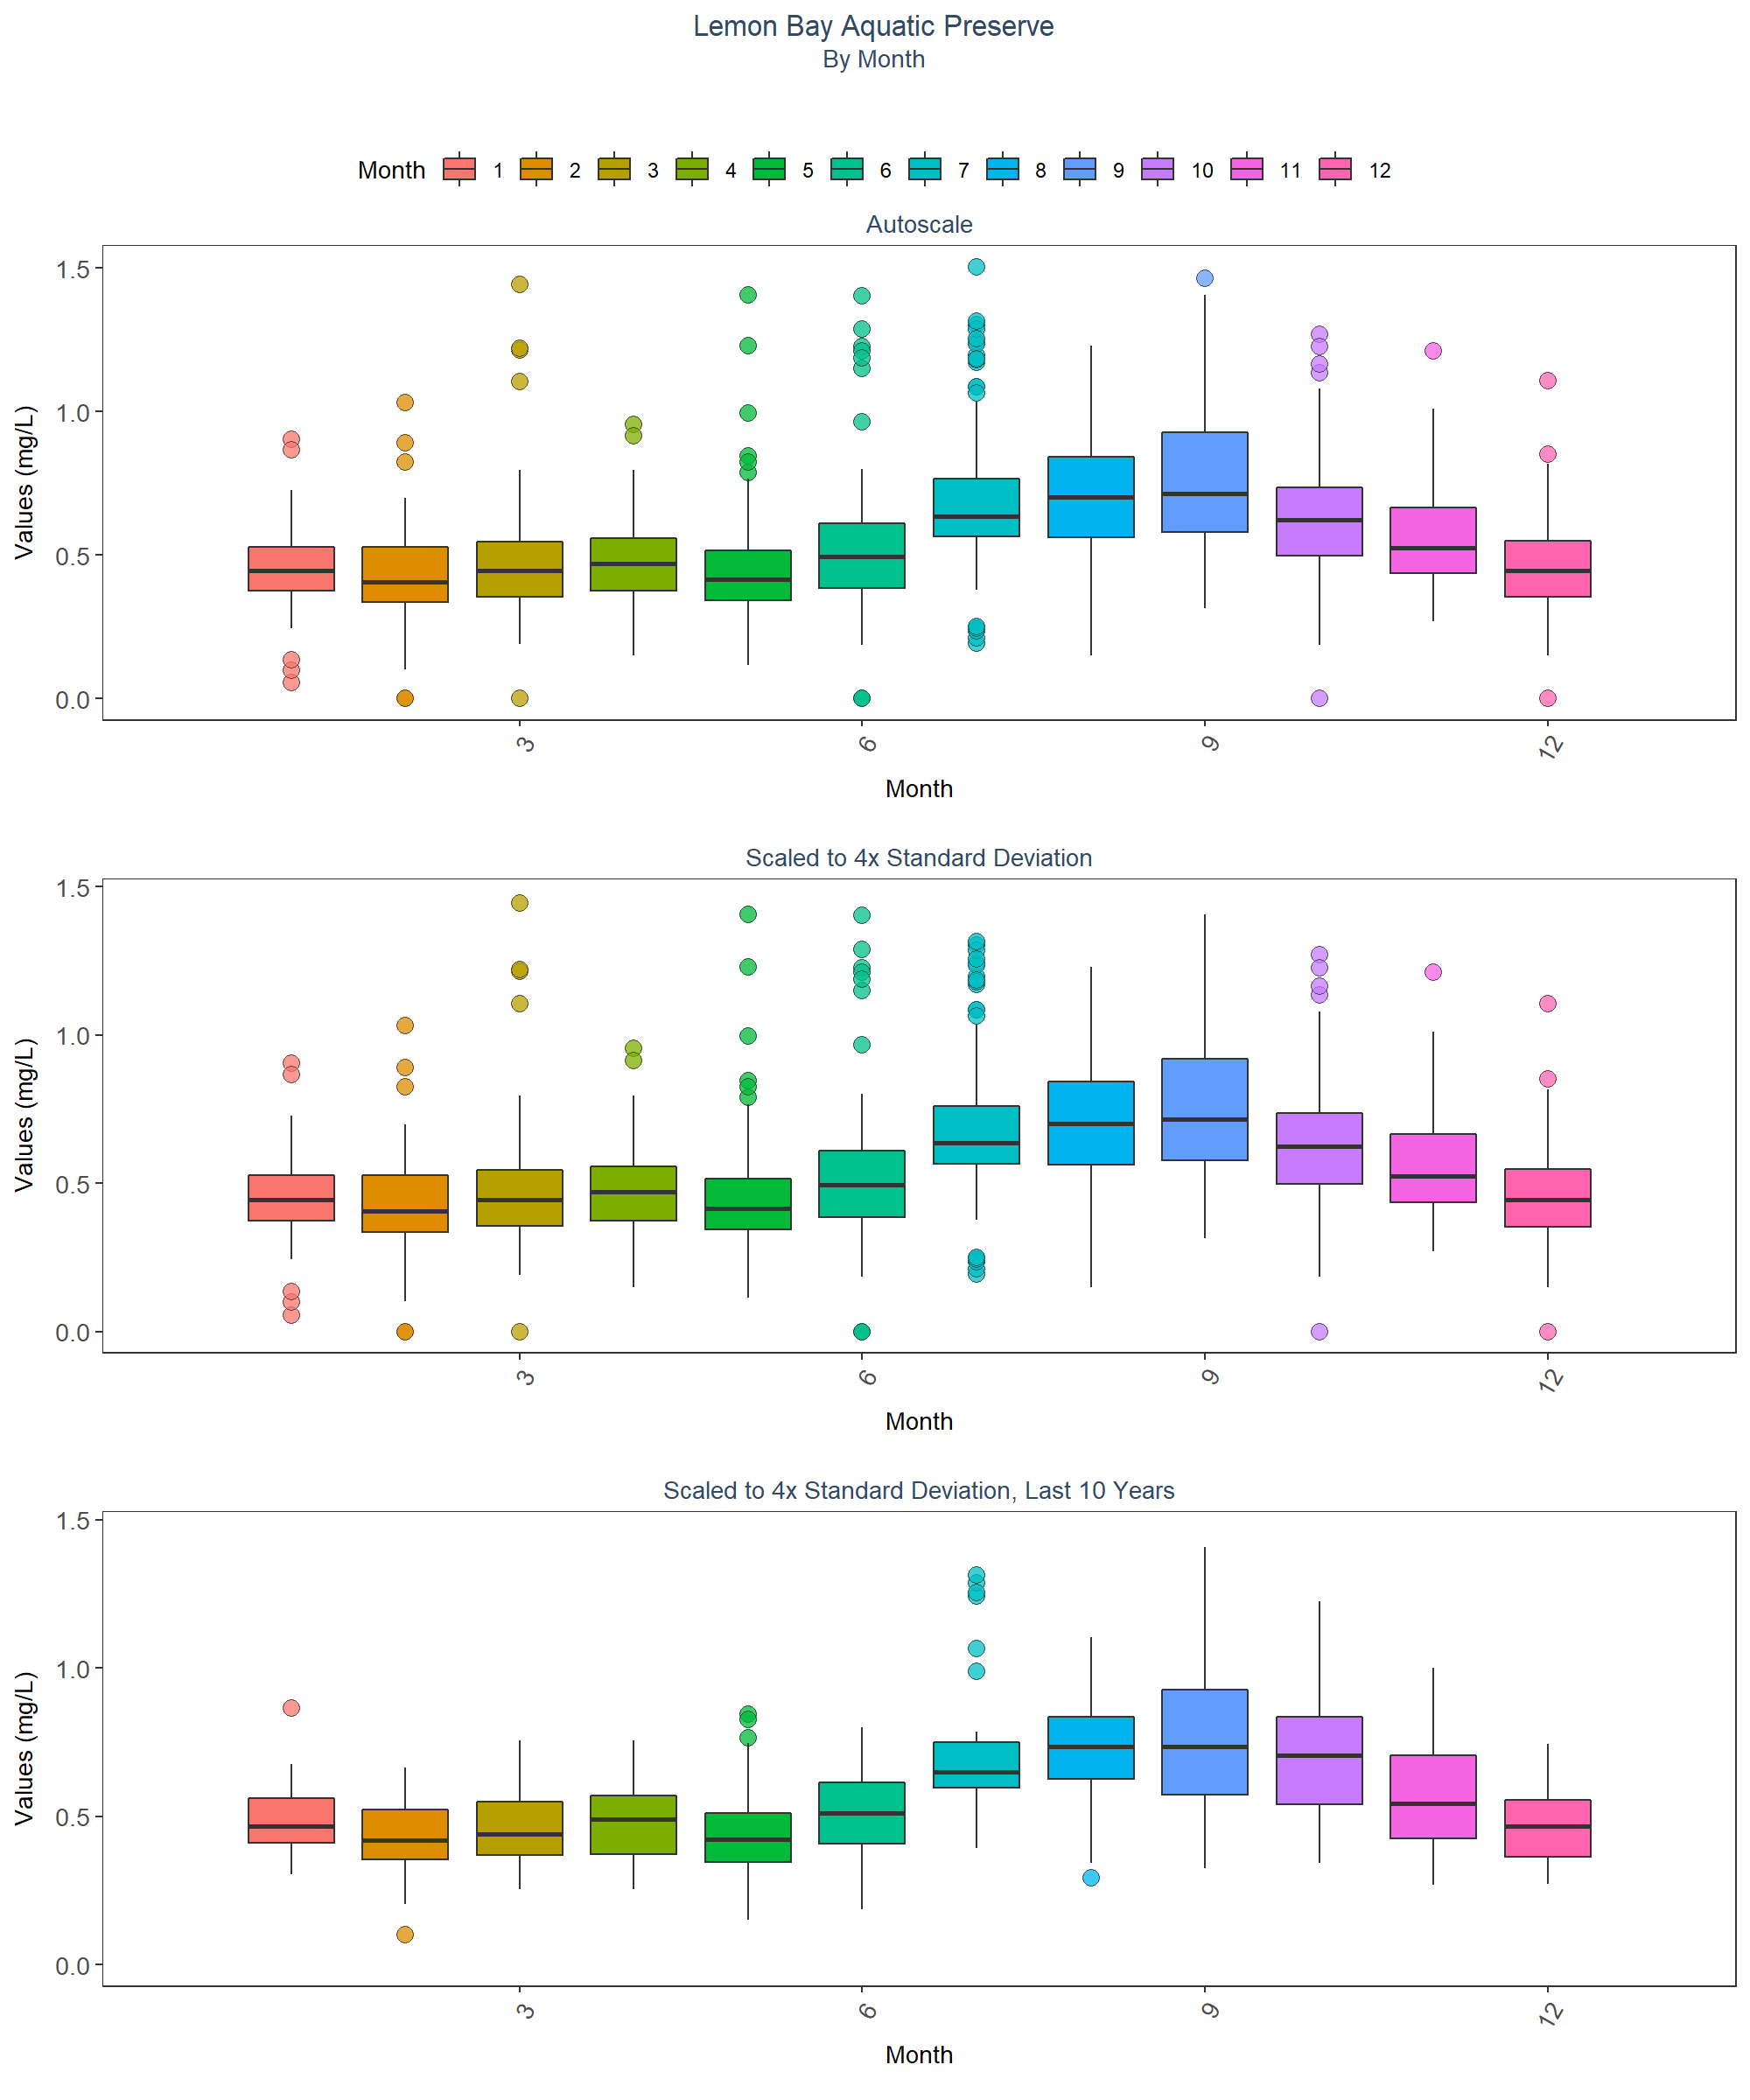 Lemon Bay Aquatic Preserve
By Month
Month 1 2 3 4 5 6 7 8 9 10 11 12
Autoscale
Values (mg/L)
1.5
1.0
0.5
0.0
3 6 9 12
Month
Scaled to 4x Standard Deviation
Values (mg/L)
1.5
1.0
0.5
0.0
3 6 9 12
Month
Scaled to 4x Standard Deviation, Last 10 Years
Values (mg/L)
1.5
1.0
0.5
0.0
3 6 9 12
Month